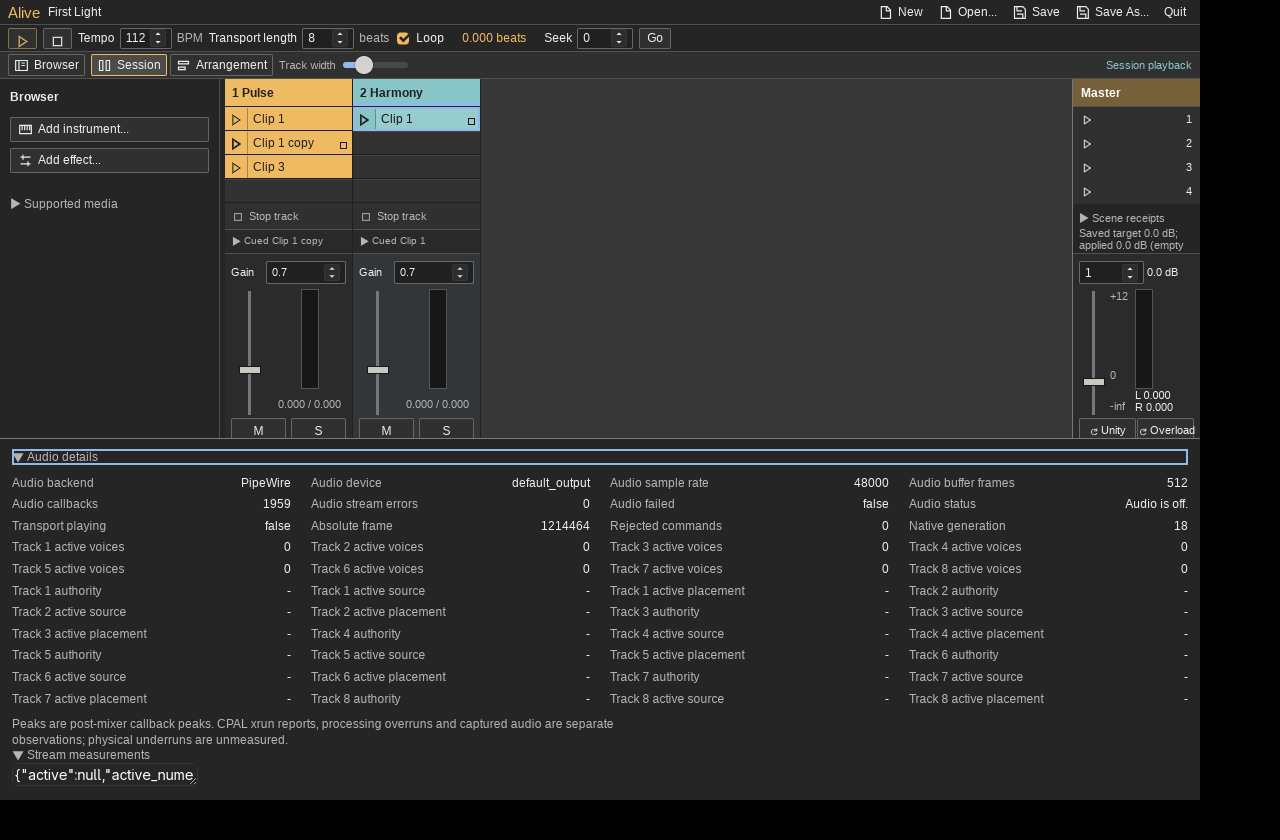 Alive First Light New Open... Save Save As... Quit
Tempo 112 BPM Transport length 8 beats Loop 0.000 beats Seek 0 Go
Browser Session Arrangement Track width Session playback
Browser
Add instrument...
Add effect...
Supported media
1 Pulse 2 Harmony Master
Clip 1 Clip 1 1
Clip 1 copy 2
Clip 3 3
4
Stop track Stop track Scene receipts
Cued Clip 1 copy Cued Clip 1 Saved target 0.0 dB;
applied 0.0 dB (empty
Gain 0.7 Gain 0.7 1 0.0 dB
+12
0
-inf
0.000 / 0.000 0.000 / 0.000 L 0.000
R 0.000
M S M S Unity Overload
Audio details
Audio backend PipeWire Audio device default_output Audio sample rate 48000 Audio buffer frames 512
Audio callbacks 1959 Audio stream errors 0 Audio failed false Audio status Audio is off.
Transport playing false Absolute frame 1214464 Rejected commands 0 Native generation 18
Track 1 active voices 0 Track 2 active voices 0 Track 3 active voices 0 Track 4 active voices 0
Track 5 active voices 0 Track 6 active voices 0 Track 7 active voices 0 Track 8 active voices 0
Track 1 authority - Track 1 active source - Track 1 active placement - Track 2 authority -
Track 2 active source - Track 2 active placement - Track 3 authority - Track 3 active source -
Track 3 active placement - Track 4 authority - Track 4 active source - Track 4 active placement -
Track 5 authority - Track 5 active source - Track 5 active placement - Track 6 authority -
Track 6 active source - Track 6 active placement - Track 7 authority - Track 7 active source -
Track 7 active placement - Track 8 authority - Track 8 active source - Track 8 active placement -
Peaks are post-mixer callback peaks. CPAL xrun reports, processing overruns and captured audio are separate
observations; physical underruns are unmeasured.
Stream measurements
{"active":null,"active_nume